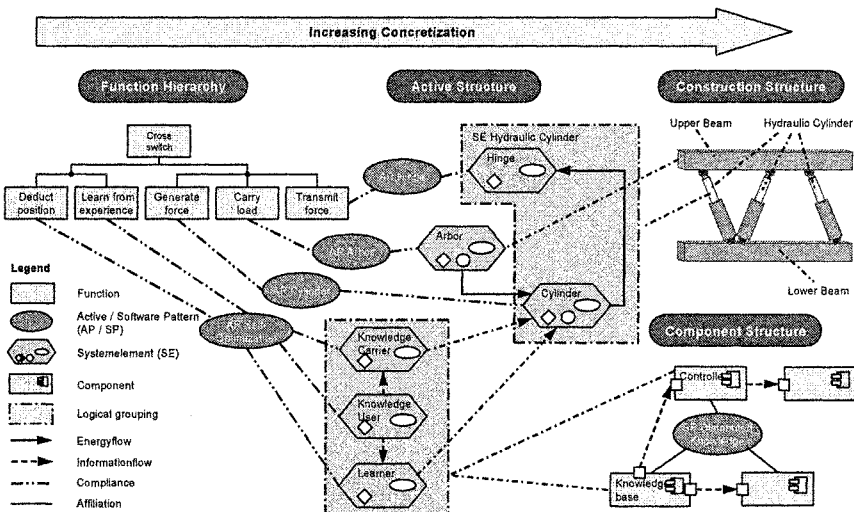 Increasing Concretization
Function Hierarchy
Active Structure
Construction Structure
Cross
switch
Deduct
position
Learn from
experience
Generate
force
Carry
load
Transmit
force
SE Hydraulic Cylinder
Hinge
Arbor
Cylinder
Upper Beam
Hydraulic Cylinder
Lower Beam
Legend
Function
Active / Software Pattern
(AP / SP)
Systemelement (SE)
Component
Logical grouping
Energyflow
Informationflow
Compliance
Affiliation
Knowledge
Carrier
Knowledge
User
Learner
Component Structure
Controller
Knowledge
base